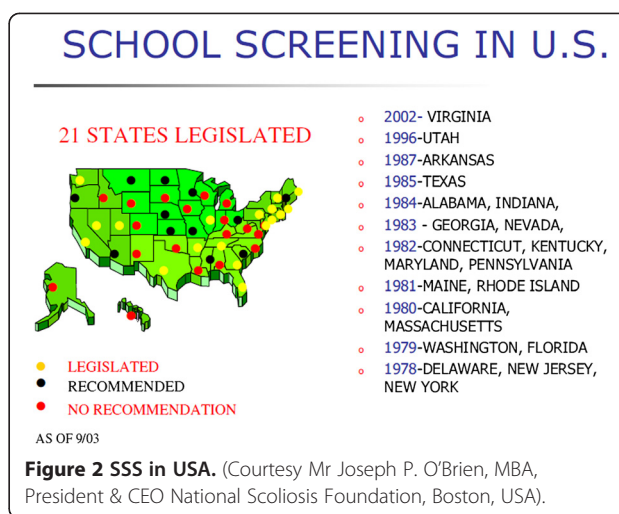 SCHOOL SCREENING IN U.S.
21 STATES LEGISLATED
LEGISLATED
RECOMMENDED
NO RECOMMENDATION
AS OF 9/03
2002- VIRGINIA
1996-UTAH
1987-ARKANSAS
1985-TEXAS
1984-ALABAMA, INDIANA,
1983 - GEORGIA, NEVADA,
1982-CONNECTICUT, KENTUCKY,
MARYLAND, PENNSYLVANIA
1981-MAINE, RHODE ISLAND
1980-CALIFORNIA,
MASSACHUSETTS
1979-WASHINGTON, FLORIDA
1978-DELAWARE, NEW JERSEY,
NEW YORK
Figure 2 SSS in USA. (Courtesy Mr Joseph P. O’Brien, MBA,
President & CEO National Scoliosis Foundation, Boston, USA).